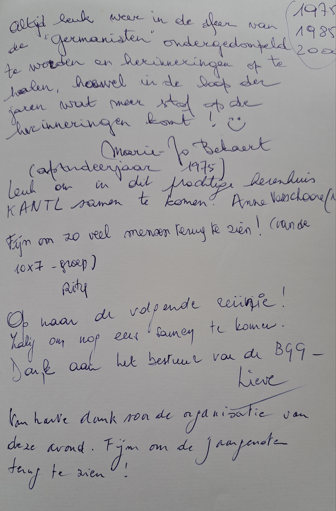 Altijd leuk weer in de sfeer van
de "germanisten" ondergedompeld
te worden en herinneringen op te
halen, hoewel in de loop der
jaren wat meer stof op de
herinneringen komt!
1975
1985
2000
Marie-Jo Bekaert
(afstudeerjaar 1975)
Leuk om in dit prachtige herenhuis
KANTL samen te komen. Anne
Fijn om zo veel mensen terug te zien! (van de
10x7-groep)
Op naar de volgende reünie!
Zalig om nog eens samen te komen.
Dank aan het bestuur van de BGG -
Lieve
Van harte dank voor de organisatie van
deze avond. Fijn om de jaargenoten
terug te zien!